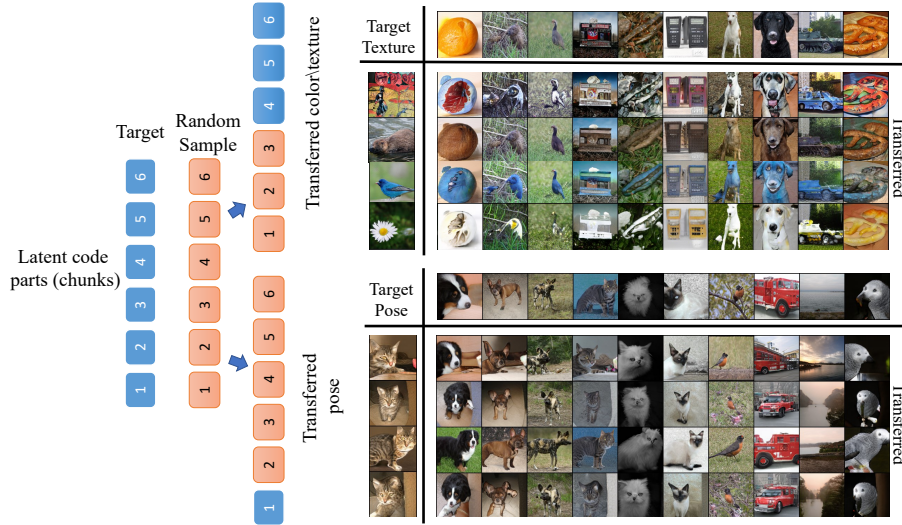 Latent code
parts (chunks)
Target
6
5
4
3
2
1
Random
Sample
6
5
4
3
2
1
6
5
4
3
2
1
Transferred color\texture
6
5
4
3
2
1
Transferred
pose
Target
Texture
Transferred
Target
Pose
Transferred